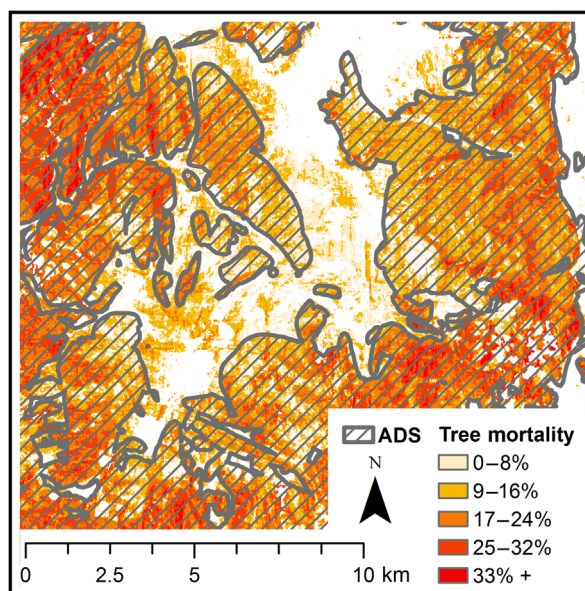 ADS
Tree mortality
N
0–8%
9–16%
17–24%
25–32%
33% +
0 2.5 5 10 km